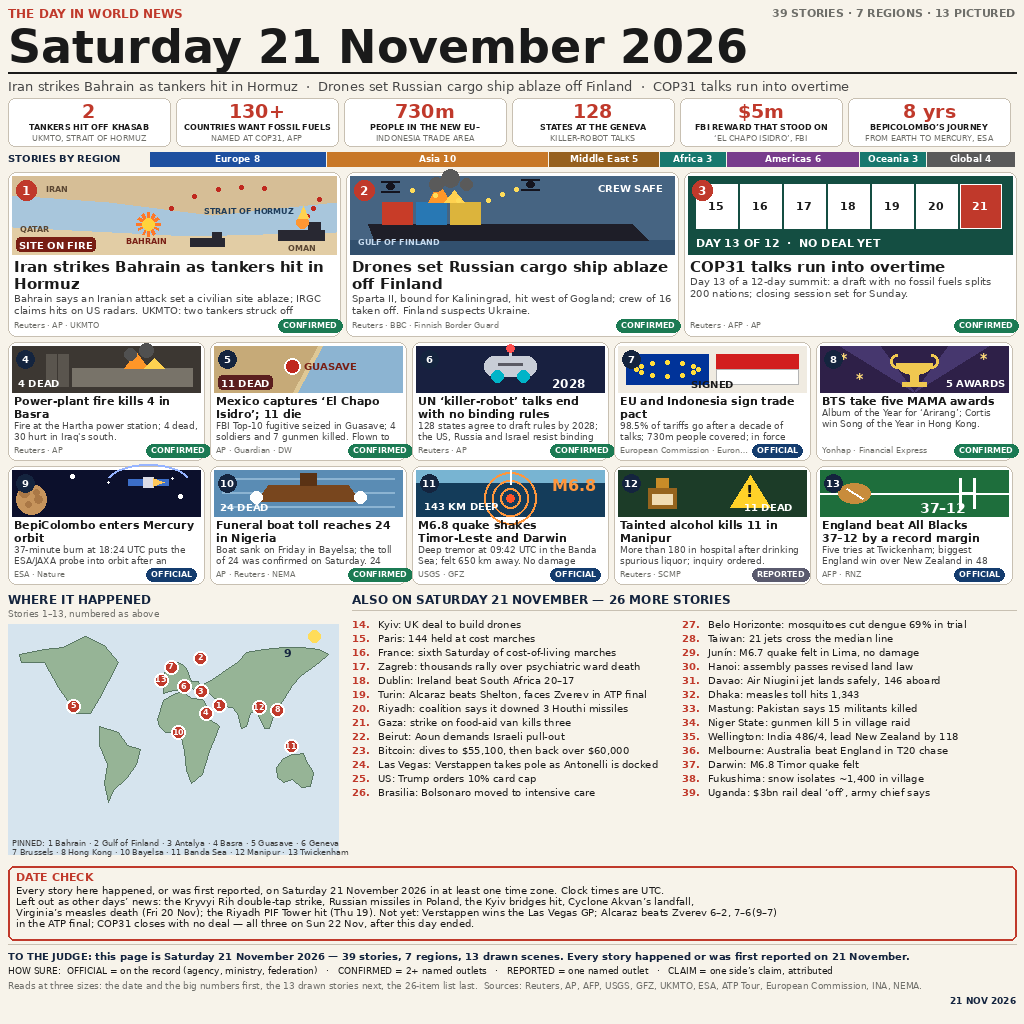 THE DAY IN WORLD NEWS
39 STORIES · 7 REGIONS · 13 PICTURED
Saturday 21 November 2026
Iran strikes Bahrain as tankers hit in Hormuz · Drones set Russian cargo ship ablaze off Finland · COP31 talks run into overtime
2
TANKERS HIT OFF KHASAB
UKMTO, STRAIT OF HORMUZ
130+
COUNTRIES WANT FOSSIL FUELS
NAMED AT COP31, AFP
730m
PEOPLE IN THE NEW EU–
INDONESIA TRADE AREA
128
STATES AT THE GENEVA
KILLER-ROBOT TALKS
$5m
FBI REWARD THAT STOOD ON
‘EL CHAPO ISIDRO’, FBI
8 yrs
BEPICOLOMBO’S JOURNEY
FROM EARTH TO MERCURY, ESA
STORIES BY REGION
Europe 8
Asia 10
Middle East 5
Africa 3
Americas 6
Oceania 3
Global 4
1
IRAN
STRAIT OF HORMUZ
QATAR
BAHRAIN
OMAN
SITE ON FIRE
Iran strikes Bahrain as tankers hit in
Hormuz
Bahrain says an Iranian attack set a civilian site ablaze; IRGC
claims hits on US radars. UKMTO: two tankers struck off
Reuters · AP · UKMTO
CONFIRMED
2
CREW SAFE
GULF OF FINLAND
Drones set Russian cargo ship ablaze
off Finland
Sparta II, bound for Kaliningrad, hit west of Gogland; crew of 16
taken off. Finland suspects Ukraine.
Reuters · BBC · Finnish Border Guard
CONFIRMED
3
15 16 17 18 19 20 21
DAY 13 OF 12 · NO DEAL YET
COP31 talks run into overtime
Day 13 of a 12-day summit: a draft with no fossil fuels splits
200 nations; closing session set for Sunday.
Reuters · AFP · AP
CONFIRMED
4
4 DEAD
Power-plant fire kills 4 in
Basra
Fire at the Hartha power station; 4 dead,
30 hurt in Iraq’s south.
Reuters · AP
CONFIRMED
5
GUASAVE
11 DEAD
Mexico captures ‘El Chapo
Isidro’; 11 die
FBI Top-10 fugitive seized in Guasave; 4
soldiers and 7 gunmen killed. Flown to
AP · Guardian · DW
CONFIRMED
6
2028
UN ‘killer-robot’ talks end
with no binding rules
128 states agree to draft rules by 2028;
the US, Russia and Israel resist binding
Reuters · AP
CONFIRMED
7
SIGNED
EU and Indonesia sign trade
pact
98.5% of tariffs go after a decade of
talks; 730m people covered; in force
European Commission · Euron…
OFFICIAL
8
5 AWARDS
BTS take five MAMA awards
Album of the Year for ‘Arirang’; Cortis
win Song of the Year in Hong Kong.
Yonhap · Financial Express
CONFIRMED
9
BepiColombo enters Mercury
orbit
37-minute burn at 18:24 UTC puts the
ESA/JAXA probe into orbit after an
ESA · Nature
OFFICIAL
10
24 DEAD
Funeral boat toll reaches 24
in Nigeria
Boat sank on Friday in Bayelsa; the toll
of 24 was confirmed on Saturday. 24
AP · Reuters · NEMA
CONFIRMED
11
M6.8
143 KM DEEP
M6.8 quake shakes
Timor-Leste and Darwin
Deep tremor at 09:42 UTC in the Banda
Sea; felt 650 km away. No damage
USGS · GFZ
OFFICIAL
12
!
11 DEAD
Tainted alcohol kills 11 in
Manipur
More than 180 in hospital after drinking
spurious liquor; inquiry ordered.
Reuters · SCMP
REPORTED
13
37–12
England beat All Blacks
37–12 by a record margin
Five tries at Twickenham; biggest
England win over New Zealand in 48
AFP · RNZ
OFFICIAL
WHERE IT HAPPENED
Stories 1–13, numbered as above
9
2
7
13
6
3
1
4
5
12
8
10
11
PINNED: 1 Bahrain · 2 Gulf of Finland · 3 Antalya · 4 Basra · 5 Guasave · 6 Geneva
7 Brussels · 8 Hong Kong · 10 Bayelsa · 11 Banda Sea · 12 Manipur · 13 Twickenham
ALSO ON SATURDAY 21 NOVEMBER — 26 MORE STORIES
14. Kyiv: UK deal to build drones
15. Paris: 144 held at cost marches
16. France: sixth Saturday of cost-of-living marches
17. Zagreb: thousands rally over psychiatric ward death
18. Dublin: Ireland beat South Africa 20–17
19. Turin: Alcaraz beats Shelton, faces Zverev in ATP final
20. Riyadh: coalition says it downed 3 Houthi missiles
21. Gaza: strike on food-aid van kills three
22. Beirut: Aoun demands Israeli pull-out
23. Bitcoin: dives to $55,100, then back over $60,000
24. Las Vegas: Verstappen takes pole as Antonelli is docked
25. US: Trump orders 10% card cap
26. Brasilia: Bolsonaro moved to intensive care
27. Belo Horizonte: mosquitoes cut dengue 69% in trial
28. Taiwan: 21 jets cross the median line
29. Junín: M6.7 quake felt in Lima, no damage
30. Hanoi: assembly passes revised land law
31. Davao: Air Niugini jet lands safely, 146 aboard
32. Dhaka: measles toll hits 1,343
33. Mastung: Pakistan says 15 militants killed
34. Niger State: gunmen kill 5 in village raid
35. Wellington: India 486/4, lead New Zealand by 118
36. Melbourne: Australia beat England in T20 chase
37. Darwin: M6.8 Timor quake felt
38. Fukushima: snow isolates ~1,400 in village
39. Uganda: $3bn rail deal ‘off’, army chief says
DATE CHECK
Every story here happened, or was first reported, on Saturday 21 November 2026 in at least one time zone. Clock times are UTC.
Left out as other days’ news: the Kryvyi Rih double-tap strike, Russian missiles in Poland, the Kyiv bridges hit, Cyclone Akvan’s landfall,
Virginia’s measles death (Fri 20 Nov); the Riyadh PIF Tower hit (Thu 19). Not yet: Verstappen wins the Las Vegas GP; Alcaraz beats Zverev 6–2, 7–6(9–7)
in the ATP final; COP31 closes with no deal — all three on Sun 22 Nov, after this day ended.
TO THE JUDGE: this page is Saturday 21 November 2026 — 39 stories, 7 regions, 13 drawn scenes. Every story happened or was first reported on 21 November.
HOW SURE: OFFICIAL = on the record (agency, ministry, federation) · CONFIRMED = 2+ named outlets · REPORTED = one named outlet · CLAIM = one side’s claim, attributed
Reads at three sizes: the date and the big numbers first, the 13 drawn stories next, the 26-item list last. Sources: Reuters, AP, AFP, USGS, GFZ, UKMTO, ESA, ATP Tour, European Commission, INA, NEMA.
21 NOV 2026